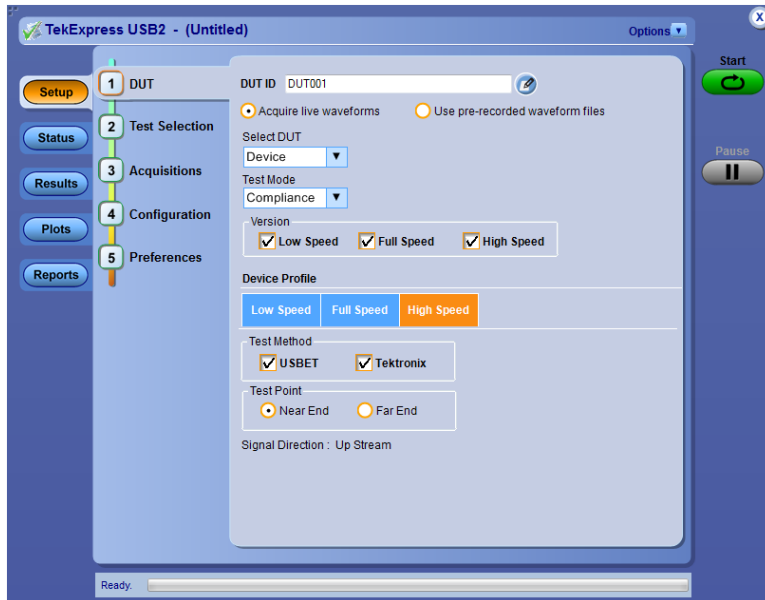 TekExpress USB2 - (Untitled)
Options
X
Start
Pause
Setup
Status
Results
Plots
Reports
1 DUT
2 Test Selection
3 Acquisitions
4 Configuration
5 Preferences
DUT ID DUT001
Acquire live waveforms Use pre-recorded waveform files
Select DUT
Device
Test Mode
Compliance
Version
Low Speed Full Speed High Speed
Device Profile
Low Speed Full Speed High Speed
Test Method
USBET Tektronix
Test Point
Near End Far End
Signal Direction : Up Stream
Ready.